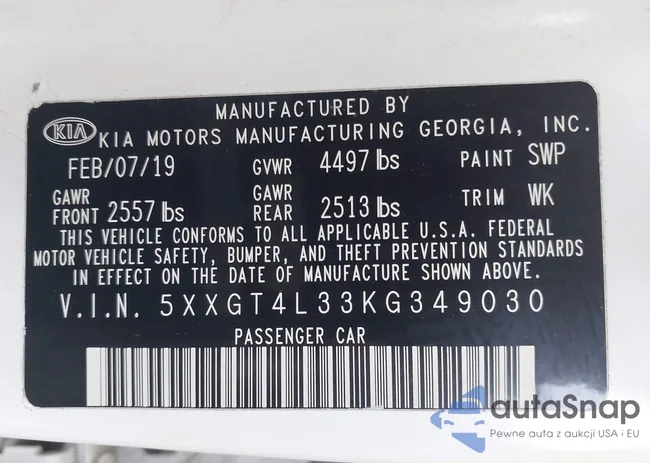 MANUFACTURED BY
KIA KIA MOTORS MANUFACTURING GEORGIA, INC.
FEB/07/19 GVWR 4497 lbs PAINT SWP
GAWR FRONT 2557 lbs GAWR REAR 2513 lbs TRIM WK
THIS VEHICLE CONFORMS TO ALL APPLICABLE U.S.A. FEDERAL
MOTOR VEHICLE SAFETY, BUMPER, AND THEFT PREVENTION STANDARDS
IN EFFECT ON THE DATE OF MANUFACTURE SHOWN ABOVE.
V.I.N. 5XXGT4L33KG349030
PASSENGER CAR
autaSnap
Pewne auta z aukcji USA i EU